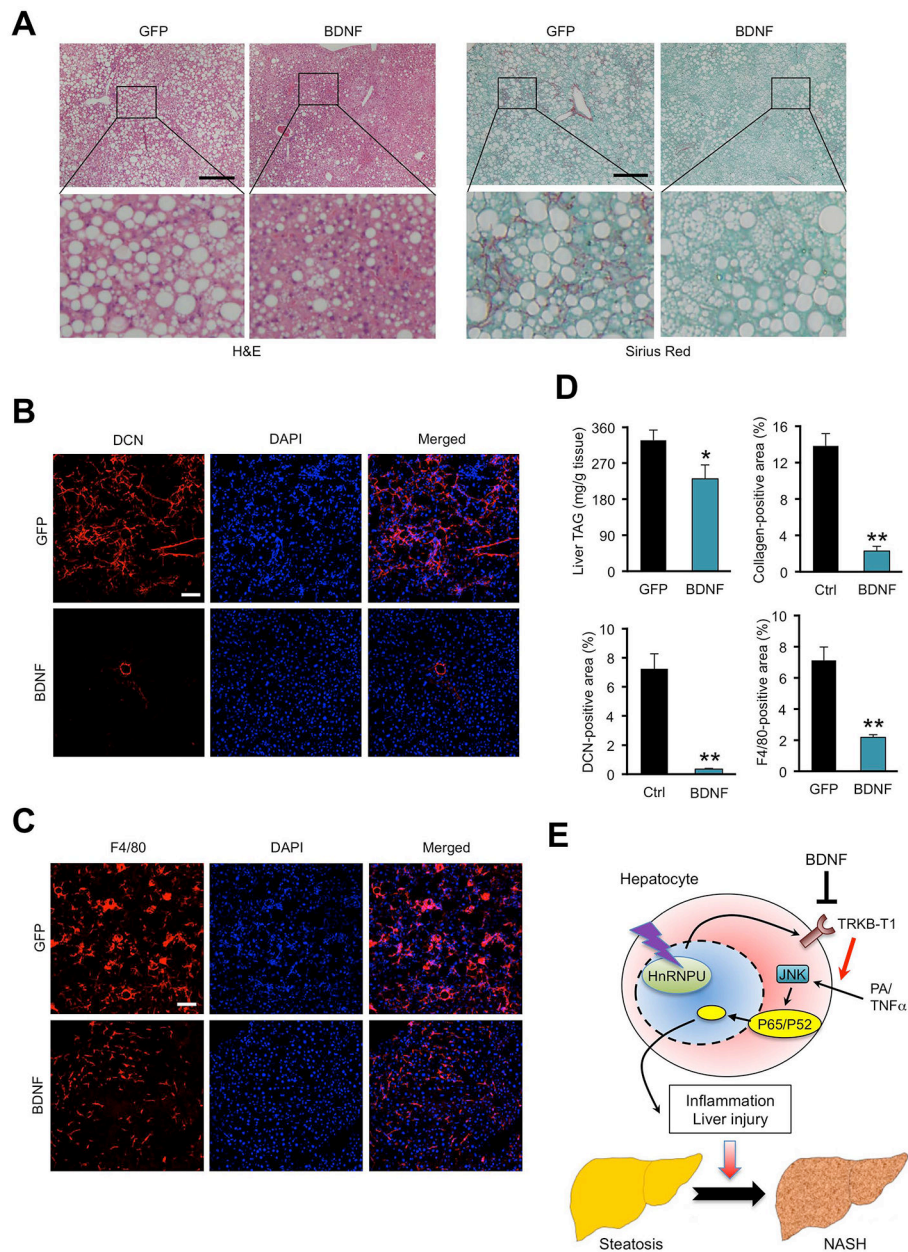 A
GFP
BDNF
GFP
BDNF
H&E
Sirius Red
B
DCN
DAPI
Merged
GFP
BDNF
C
F4/80
DAPI
Merged
GFP
BDNF
D
Liver TAG (mg/g tissue)
360
270
180
90
0
*
GFP
BDNF
Collagen-positive area (%)
16
12
8
4
0
**
Ctrl
BDNF
DCN-positive area (%)
8
6
4
2
0
**
Ctrl
BDNF
F4/80-positive area (%)
10
8
6
4
2
0
**
GFP
BDNF
E
BDNF
Hepatocyte
TRKB-T1
HnRNPU
JNK
PA/
TNFα
P65/P52
Inflammation
Liver injury
Steatosis
NASH